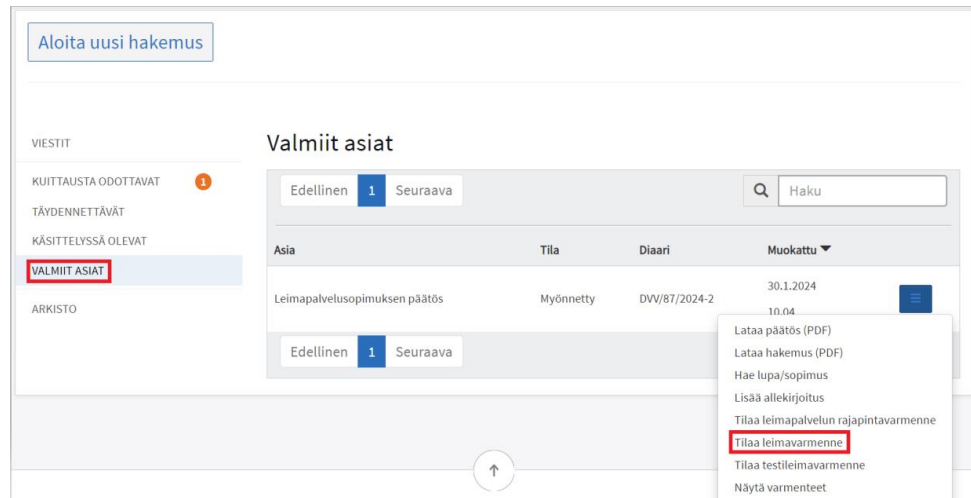 Aloita uusi hakemus
VIESTIT
KUITTAUSTA ODOTTAVAT 1
TÄYDENNETTÄVÄT
KÄSITTELYSSÄ OLEVAT
VALMIIT ASIAT
ARKISTO
Valmiit asiat
Edellinen 1 Seuraava
Haku
Asia Tila Diaari Muokattu
Leimapalvelusopimuksen päätös Myönnetty DVV/87/2024-2 30.1.2024
10.04
Edellinen 1 Seuraava
Lataa päätös (PDF)
Lataa hakemus (PDF)
Hae lupa/sopimus
Lisää allekirjoitus
Tilaa leimapalvelun rajapintavarmenne
Tilaa leimavarmenne
Tilaa testileimavarmenne
Näytä varmenteet